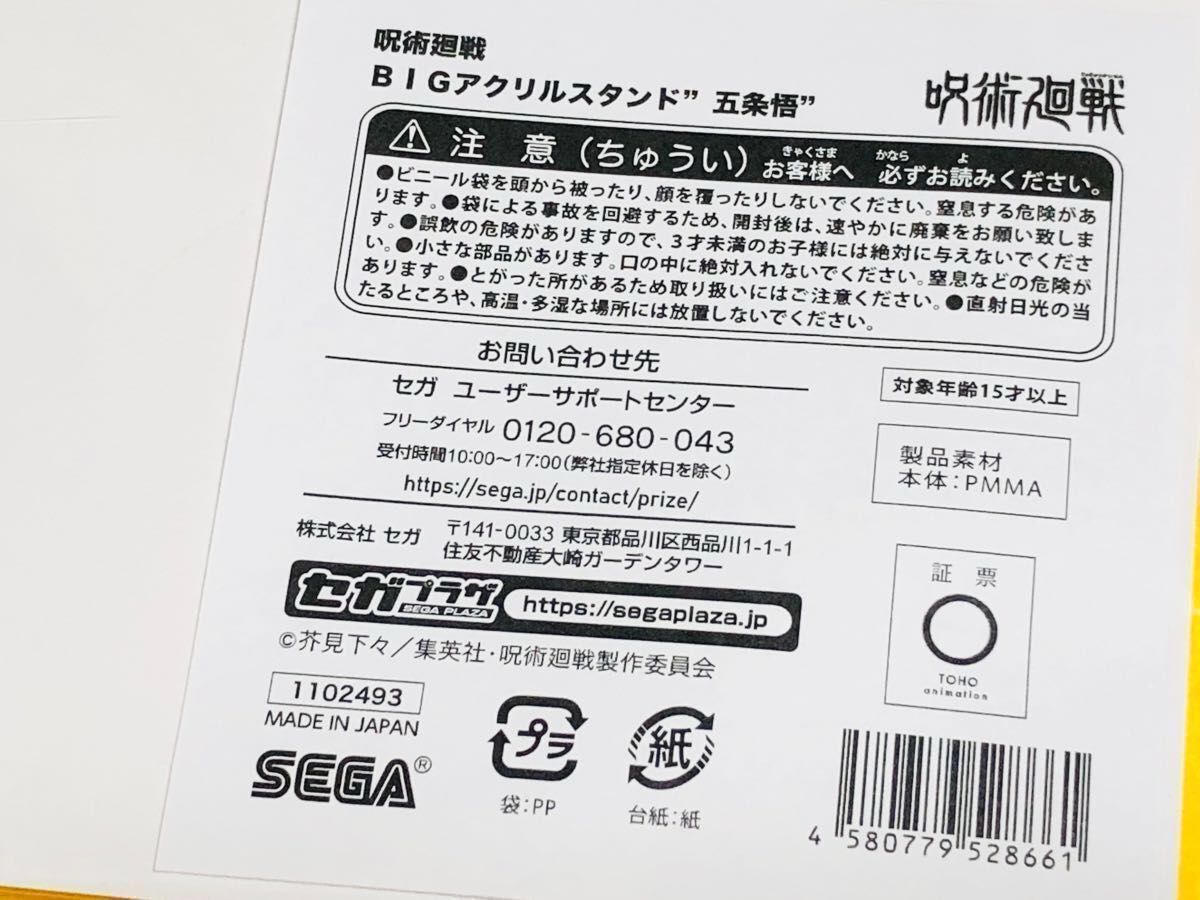 呪術廻戦
BIGアクリルスタンド” 五条悟”
呪術廻戦
注 意（ちゅうい）お客様へ 必ずお読みください。
きゃくさま かなら よ
●ビニール袋を頭から被ったり、顔を覆ったりしないでください。窒息する危険があ
ります。●袋による事故を回避するため、開封後は、速やかに廃棄をお願い致しま
す。●誤飲の危険がありますので、3才未満のお子様には絶対に与えないでくださ
い。●小さな部品があります。口の中に絶対入れないでください。窒息などの危険が
あります。●とがった所があるため取り扱いにはご注意ください。●直射日光の当
たるところや、高温・多湿な場所には放置しないでください。
お問い合わせ先
セガ ユーザーサポートセンター
フリーダイヤル 0120-680-043
受付時間10:00〜17:00(弊社指定休日を除く)
https://sega.jp/contact/prize/
対象年齢15才以上
製品素材
本体：PMMA
株式会社 セガ 〒141-0033 東京都品川区西品川1-1-1
住友不動産大崎ガーデンタワー
セガプラザ SEGA PLAZA https://segaplaza.jp
©芥見下々／集英社・呪術廻戦製作委員会
証 票
TOHO
animation
1102493
MADE IN JAPAN
SEGA®
プラ
袋：PP
紙
台紙：紙
4 580779 528661